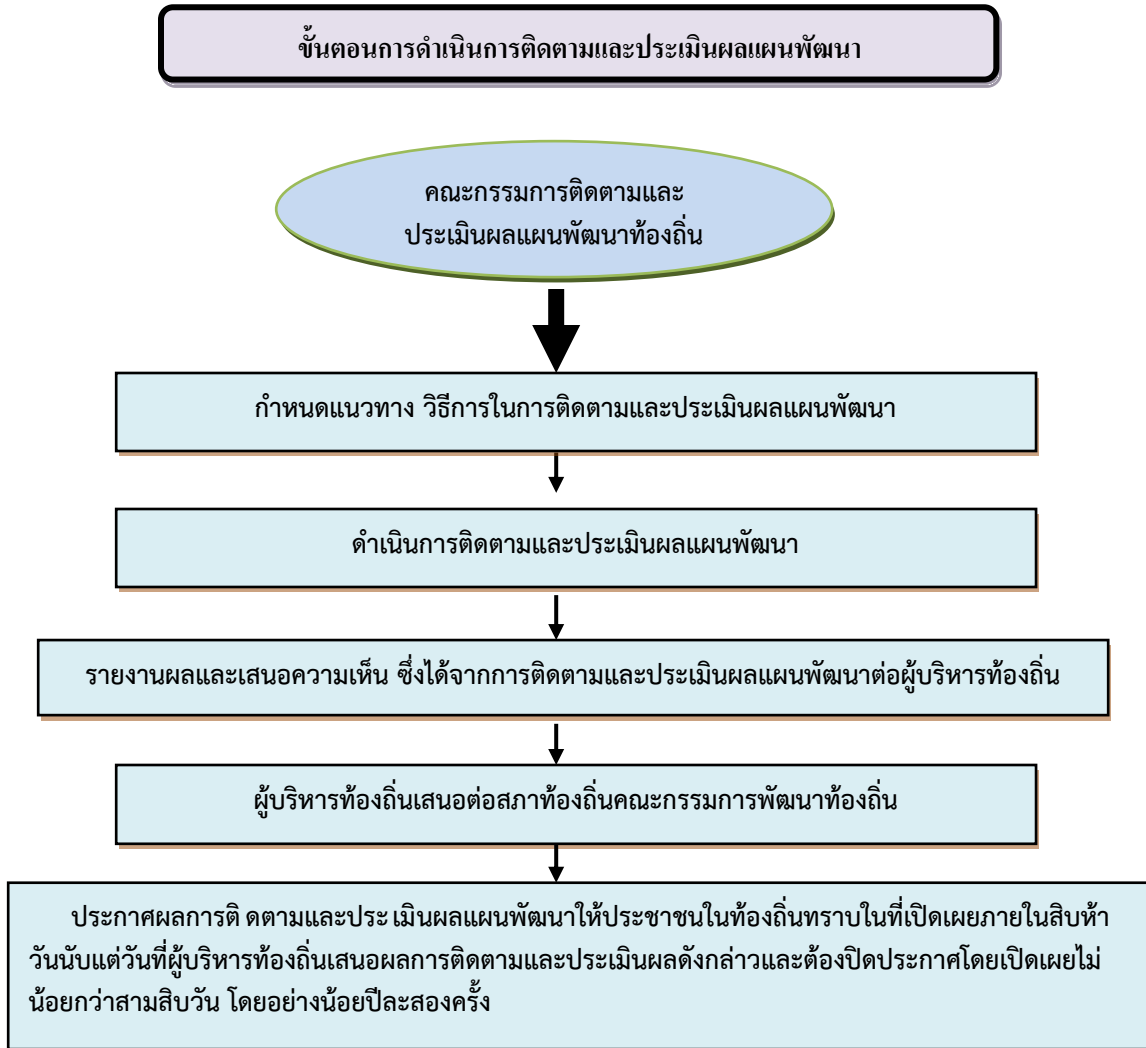 ขั้นตอนการดำเนินการติดตามและประเมินผลแผนพัฒนา
คณะกรรมการติดตามและ
ประเมินผลแผนพัฒนาท้องถิ่น
กำหนดแนวทาง วิธีการในการติดตามและประเมินผลแผนพัฒนา
ดำเนินการติดตามและประเมินผลแผนพัฒนา
รายงานผลและเสนอความเห็น ซึ่งได้จากการติดตามและประเมินผลแผนพัฒนาต่อผู้บริหารท้องถิ่น
ผู้บริหารท้องถิ่นเสนอต่อสภาท้องถิ่นคณะกรรมการพัฒนาท้องถิ่น
ประกาศผลการติ ดตามและประ เมินผลแผนพัฒนาให้ประชาชนในท้องถิ่นทราบในที่เปิดเผยภายในสิบห้า
วันนับแต่วันที่ผู้บริหารท้องถิ่นเสนอผลการติดตามและประเมินผลดังกล่าวและต้องปิดประกาศโดยเปิดเผยไม่
น้อยกว่าสามสิบวัน โดยอย่างน้อยปีละสองครั้ง